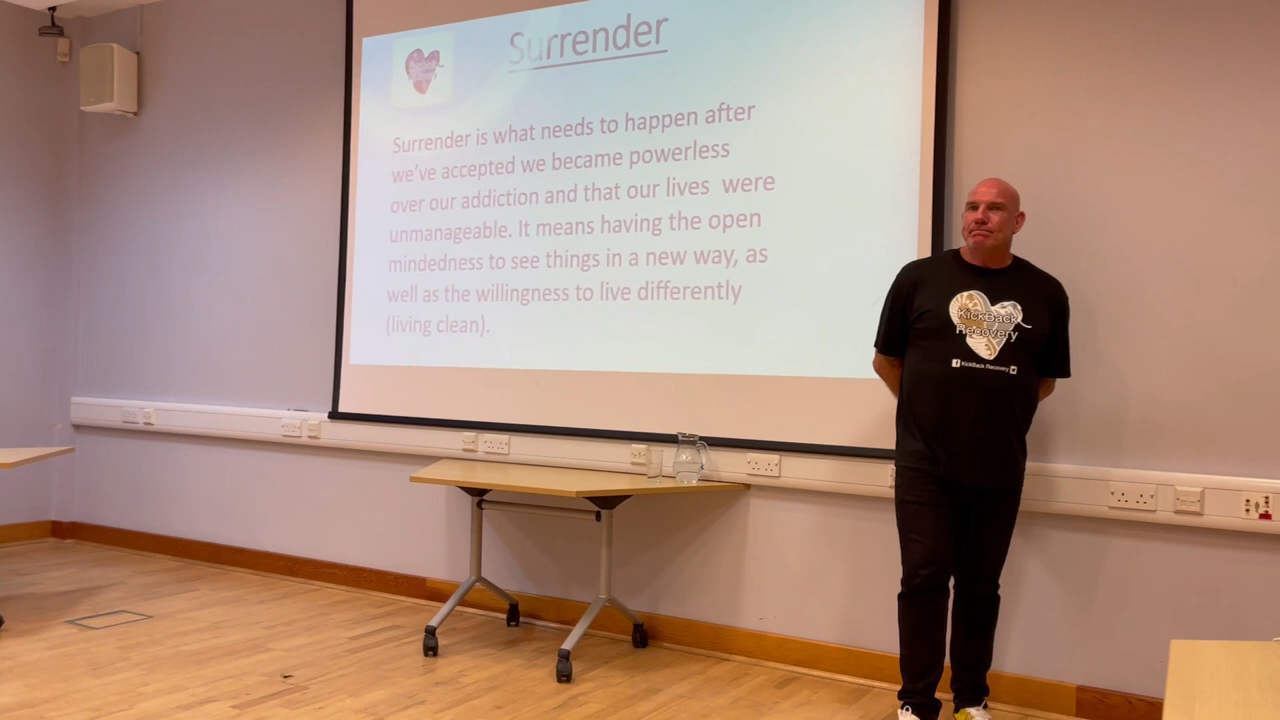 Surrender
Surrender is what needs to happen after
we've accepted we became powerless
over our addiction and that our lives were
unmanageable. It means having the open
mindedness to see things in a new way, as
well as the willingness to live differently
(living clean).
KickBack
Recovery
KickBack Recovery